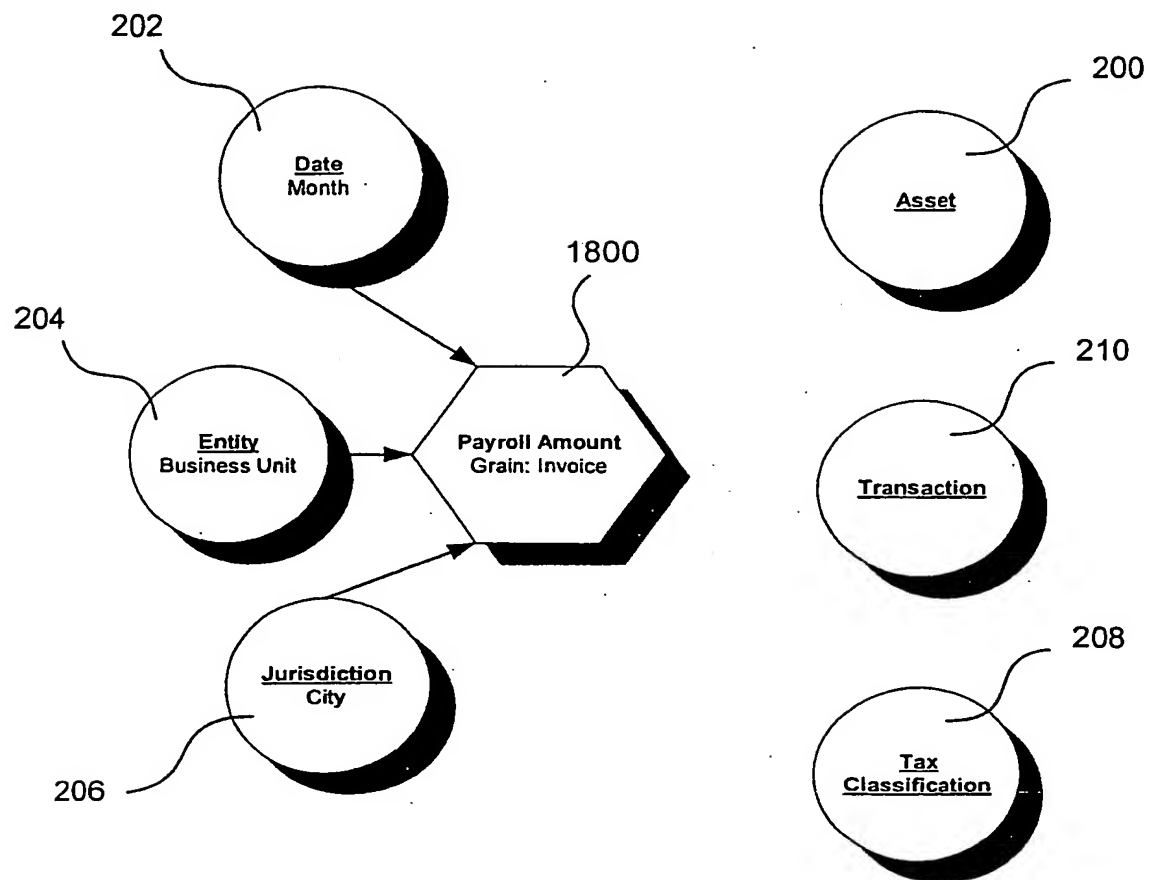 202
200
Date
Month
Asset
1800
204
210
Entity
Business Unit
Payroll Amount
Grain: Invoice
Transaction
208
Jurisdiction
City
206
Tax
Classification